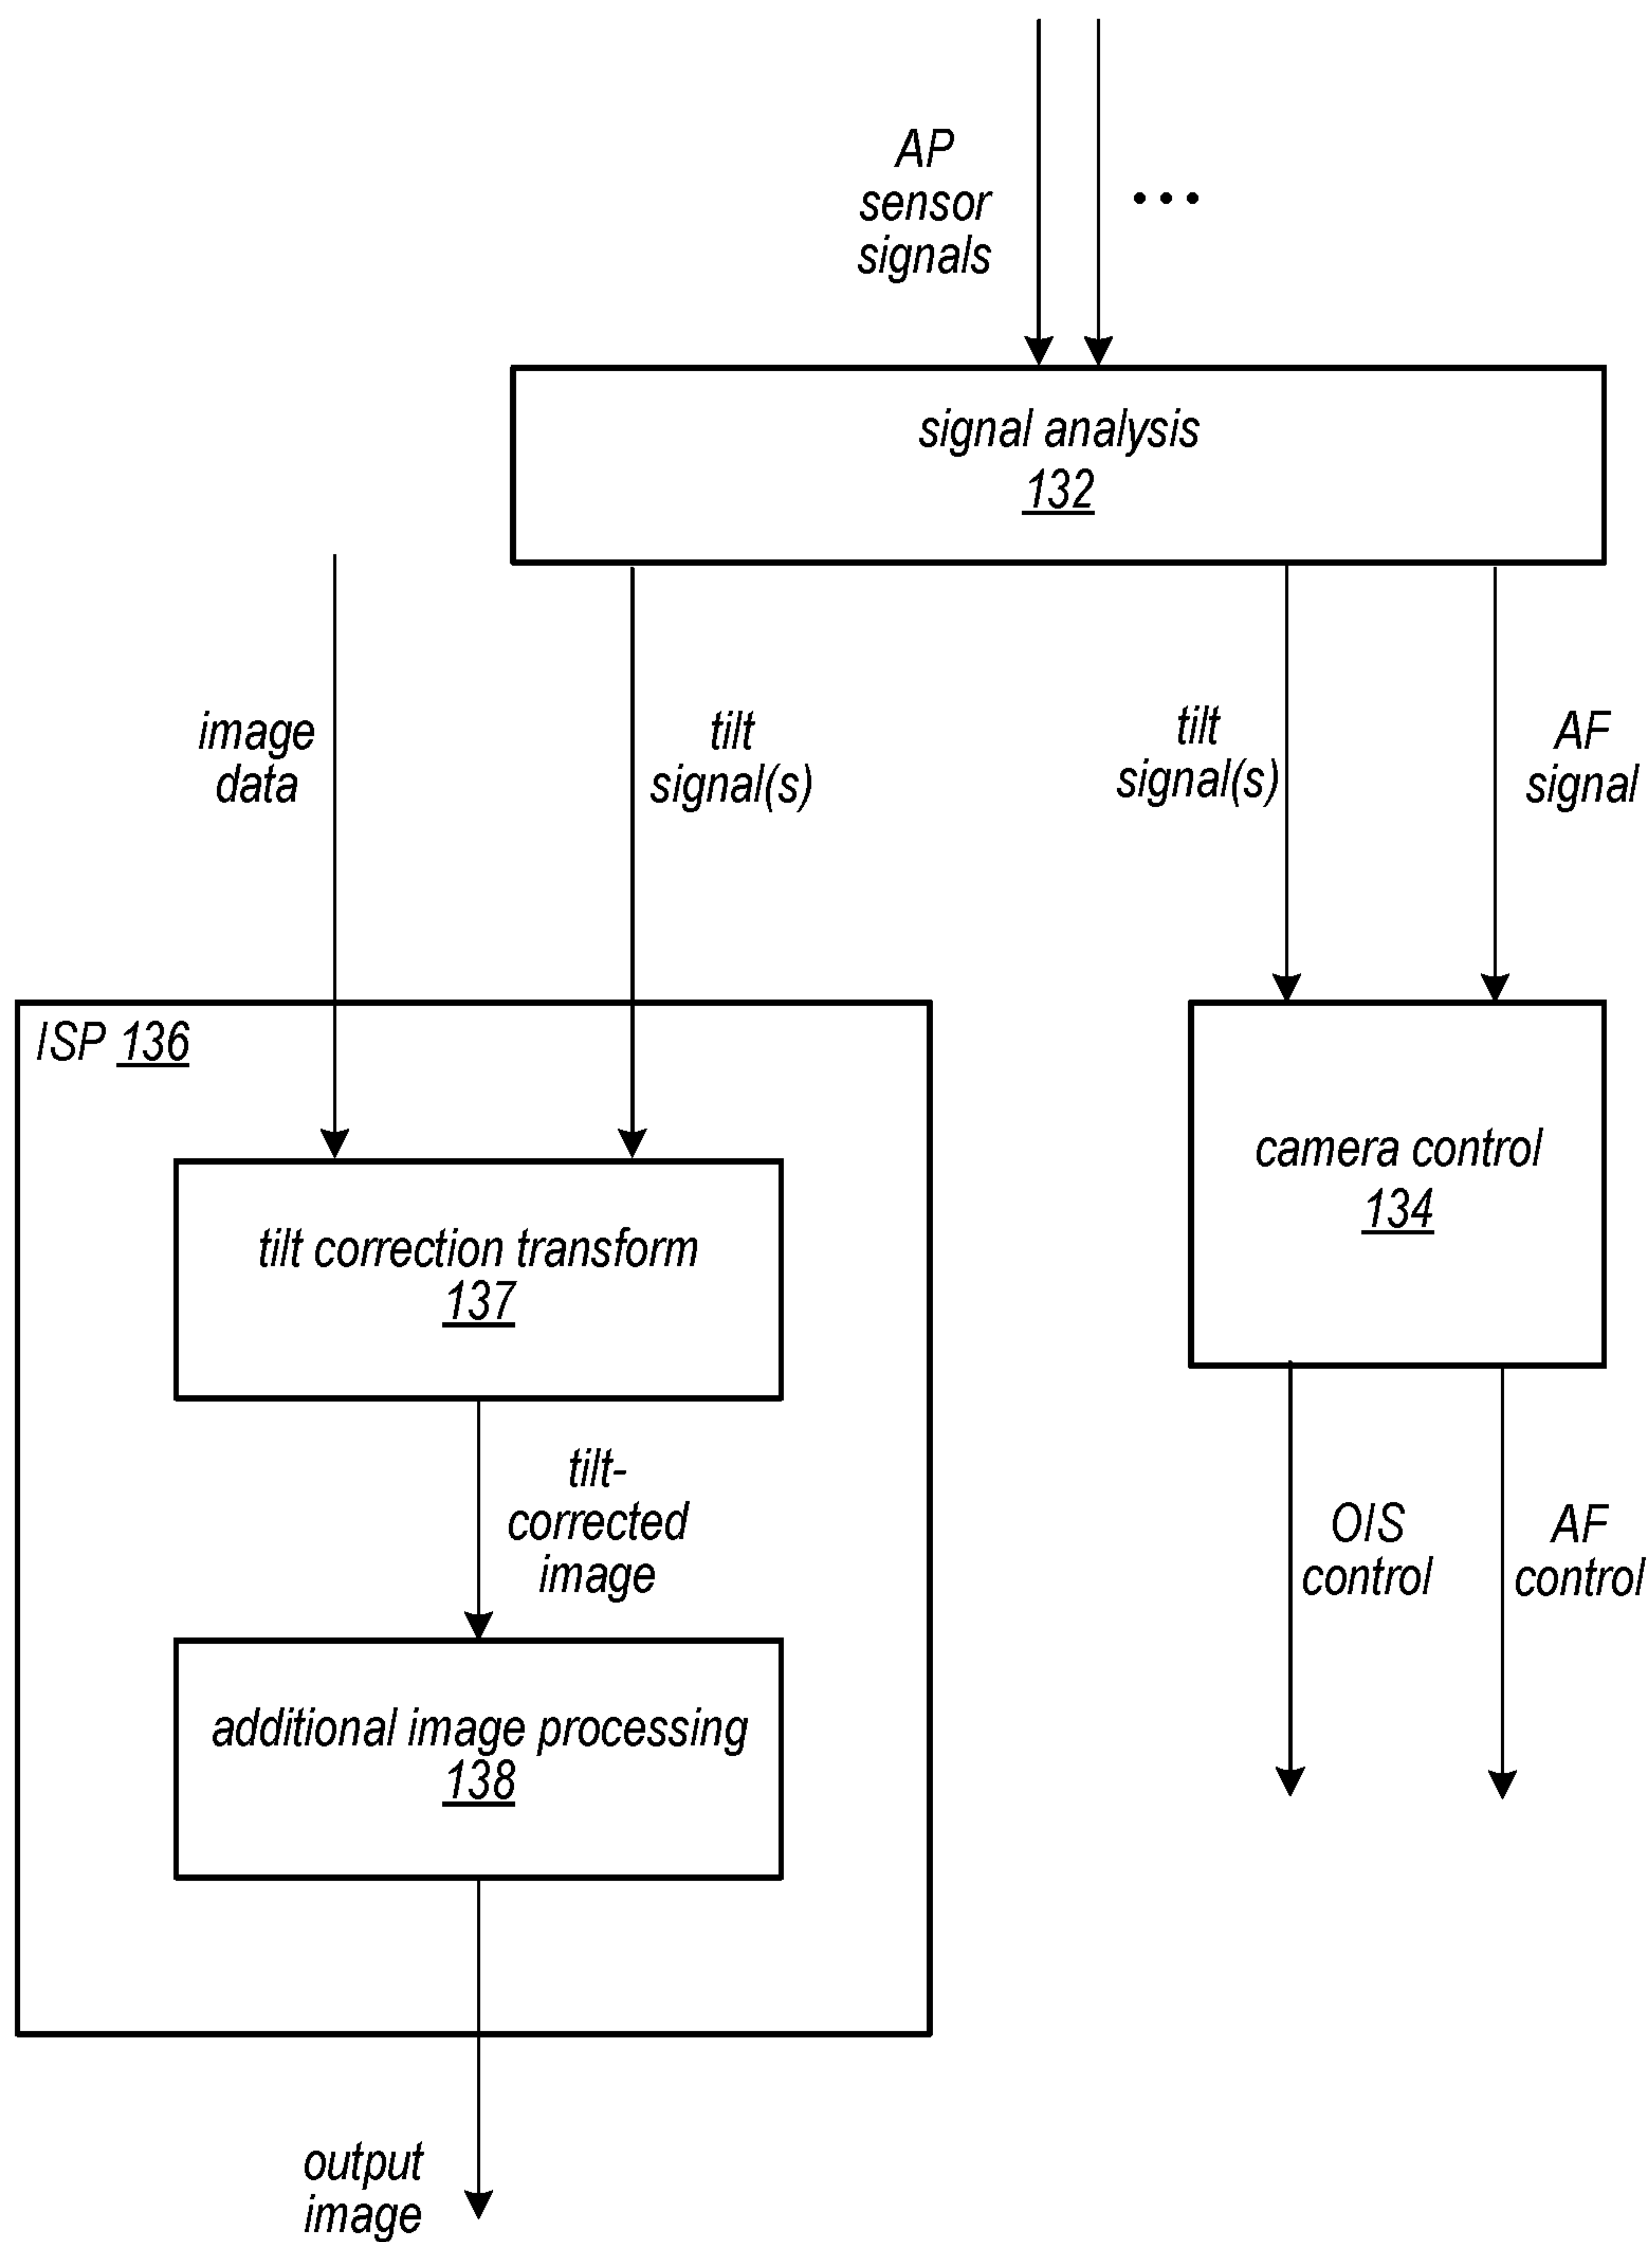 AP
sensor
signals
•••
signal analysis
132
image
data
tilt
signal(s)
tilt
signal(s)
AF
signal
ISP 136
tilt correction transform
137
camera control
134
tilt-
corrected
image
OIS
control
AF
control
additional image processing
138
output
image